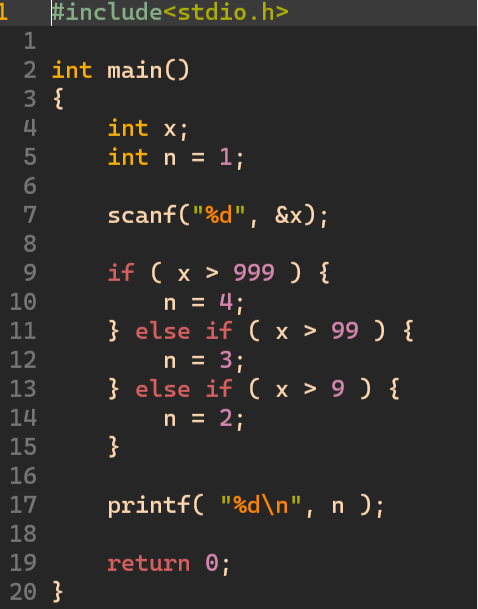 1 #include<stdio.h>
1
2 int main()
3 {
4     int x;
5     int n = 1;
6
7     scanf("%d", &x);
8
9     if ( x > 999 ) {
10         n = 4;
11     } else if ( x > 99 ) {
12         n = 3;
13     } else if ( x > 9 ) {
14         n = 2;
15     }
16
17     printf( "%d\n", n );
18
19     return 0;
20 }